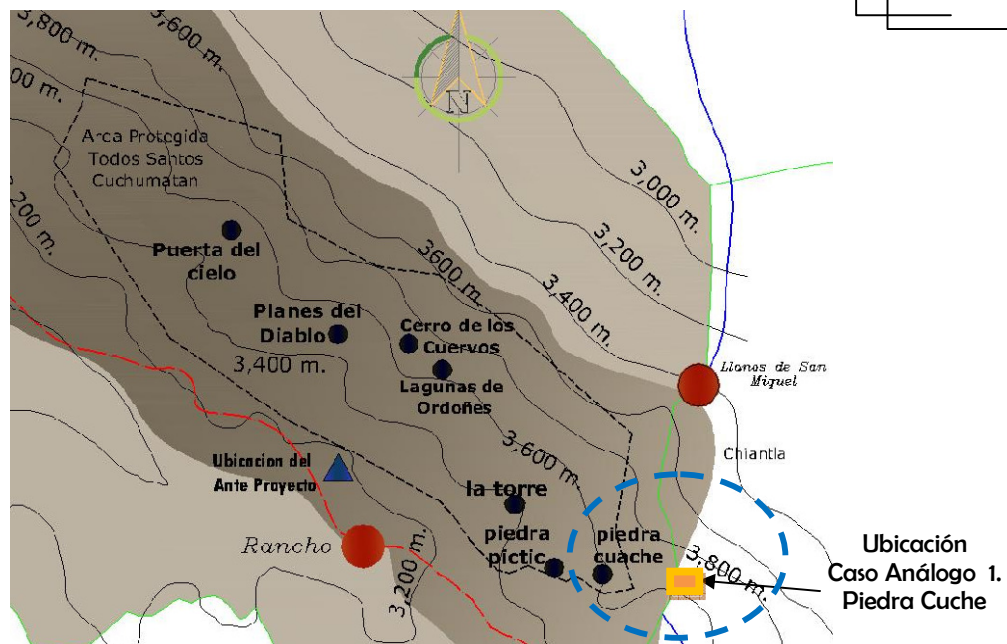 3,800 m.
3,600 m.
00 m.
N
Arca Protegida
Todos Santos
Cuchumatan
3,000 m.
200 m.
3,200 m.
Puerta del
cielo
3600 m.
3,400 m.
Planes del
Diablo
Cerro de los
Cuervos
3,400 m.
Lagunas de
Ordoñes
Llanos de San
Miquel
3,600 m.
Chiantla
Ubicacion del
Ante Proyecto
la torre
Rancho
piedra
pictic
piedra
cuache
3,200 m.
3,800 m.
Ubicación
Caso Análogo 1.
Piedra Cuche